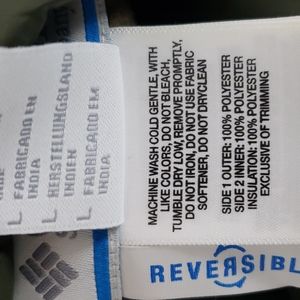 MACHINE WASH COLD GENTLE, WITH
LIKE COLORS, DO NOT BLEACH,
TUMBLE DRY LOW, REMOVE PROMPTLY,
DO NOT IRON, DO NOT USE FABRIC
SOFTENER, DO NOT DRYCLEAN
SIDE 1 OUTER: 100% POLYESTER
SIDE 2 INNER: 100% POLYESTER
INSULATION: 100% POLYESTER
EXCLUSIVE OF TRIMMING
L FABRICADO EN
INDIA
L HERSTELLUNGSLAND
INDIEN
L FABRICADO EM
INDIA
REVERSIBL